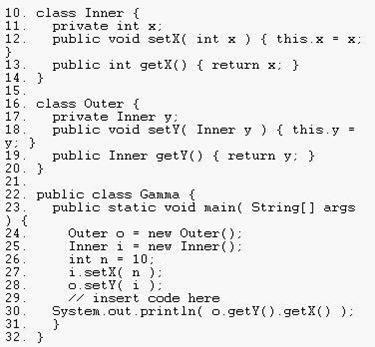 10. class Inner {
11. private int x;
12. public void setX( int x ) { this.x = x;
}
13. public int getX() { return x; }
14. }
15.
16. class Outer {
17. private Inner y;
18. public void setY( Inner y ) { this.y =
y; }
19. public Inner getY() { return y; }
20. }
21.
22. public class Gamma {
23. public static void main( String[] args
) {
24. Outer o = new Outer();
25. Inner i = new Inner();
26. int n = 10;
27. i.setX( n );
28. o.setY( i );
29. // insert code here
30. System.out.println( o.getY().getX() );
31. }
32. }